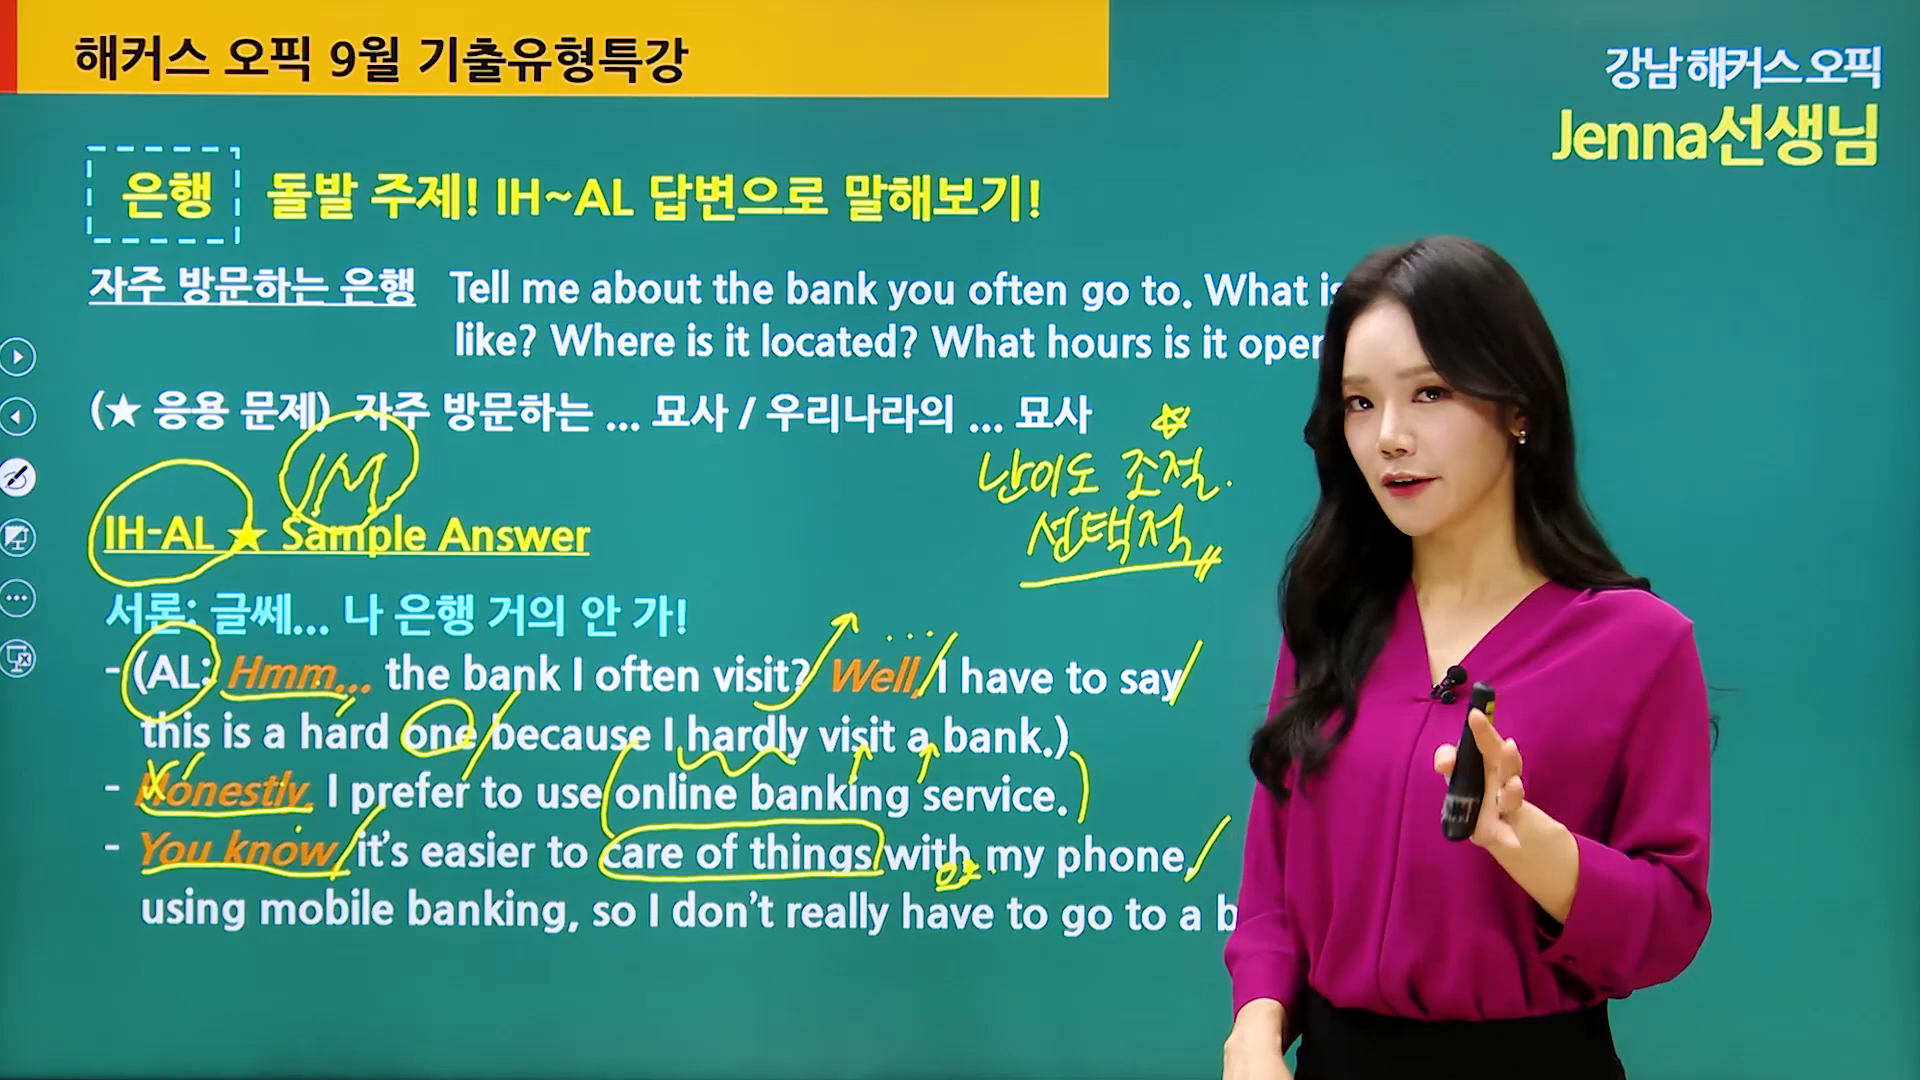 해커스 오픽 9월 기출유형특강
강남 해커스 오픽
Jenna선생님
은행 돌발 주제! IH~AL 답변으로 말해보기!
자주 방문하는 은행 Tell me about the bank you often go to. What is
like? Where is it located? What hours is it open
(★ 응용 문제) 자주 방문하는 ... 묘사 / 우리나라의 ... 묘사
IM
난이도 조절.
선택적
IH-AL ★ Sample Answer
서론: 글쎄... 나 은행 거의 안 가!
- (AL: Hmm... the bank I often visit? Well, I have to say
this is a hard one because I hardly visit a bank.)
- Honestly, I prefer to use online banking service.
- You know, it's easier to care of things with my phone,
using mobile banking, so I don't really have to go to a b